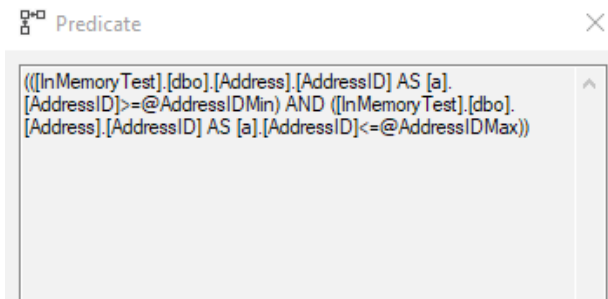 Predicate
(([InMemoryTest].[dbo].[Address].[AddressID] AS [a].
[AddressID]>=@AddressIDMin) AND ([InMemoryTest].[dbo].
[Address].[AddressID] AS [a].[AddressID]<=@AddressIDMax))